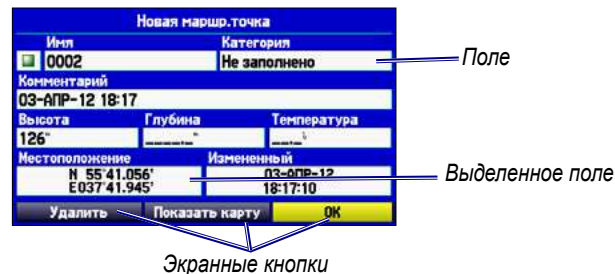 Новая маршр.точка
Имя Категория
0002 Не заполнено
Поле
Комментарий
03-АПР-12 18:17
Высота Глубина Температура
126" ____._" __._°
Местоположение Измененный
N 55°41.056' 03-АПР-12
E037°41.945' 18:17:10
Выделенное поле
Удалить Показать карту OK
Экранные кнопки